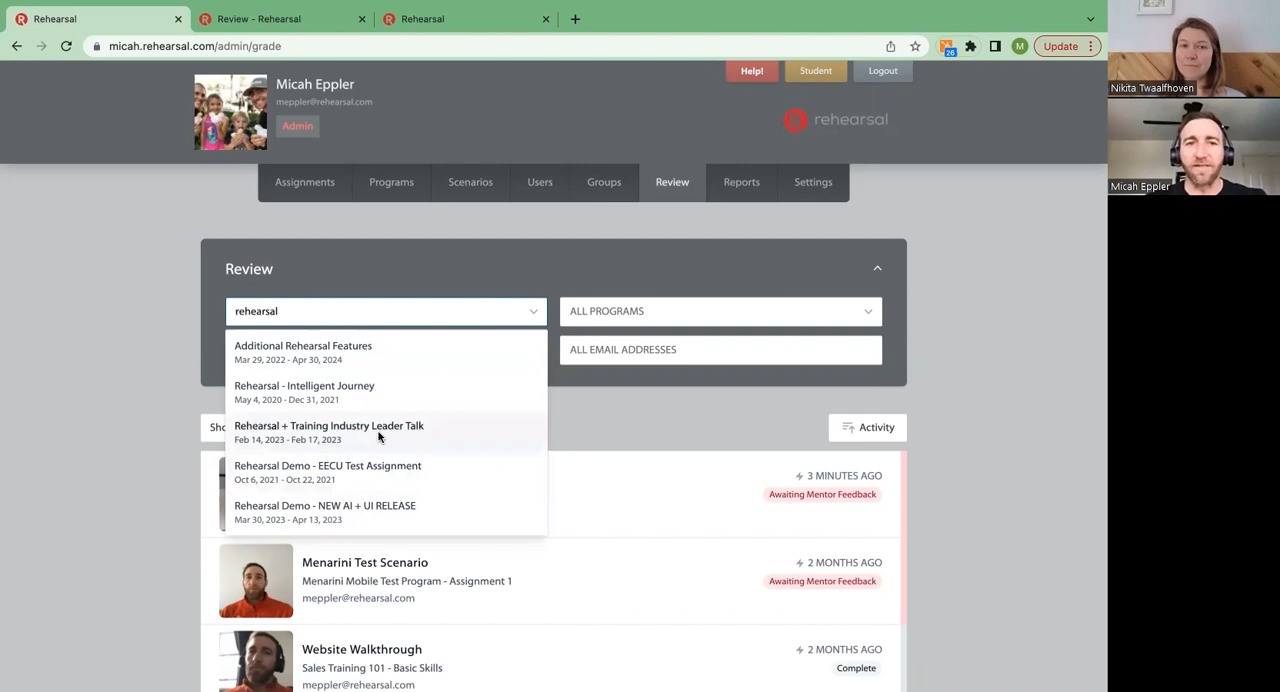 Rehearsal
Review - Rehearsal
Rehearsal
micah.rehearsal.com/admin/grade
26
M
Update
Micah Eppler
meppler@rehearsal.com
Admin
Help!
Student
Logout
rehearsal
Assignments
Programs
Scenarios
Users
Groups
Review
Reports
Settings
Review
rehearsal
ALL PROGRAMS
ALL EMAIL ADDRESSES
Additional Rehearsal Features
Mar 29, 2022 - Apr 30, 2024
Rehearsal - Intelligent Journey
May 4, 2020 - Dec 31, 2021
Rehearsal + Training Industry Leader Talk
Feb 14, 2023 - Feb 17, 2023
Rehearsal Demo - EECU Test Assignment
Oct 6, 2021 - Oct 22, 2021
Rehearsal Demo - NEW AI + UI RELEASE
Mar 30, 2023 - Apr 13, 2023
Activity
3 MINUTES AGO
Awaiting Mentor Feedback
Menarini Test Scenario
Menarini Mobile Test Program - Assignment 1
meppler@rehearsal.com
2 MONTHS AGO
Awaiting Mentor Feedback
Website Walkthrough
Sales Training 101 - Basic Skills
meppler@rehearsal.com
2 MONTHS AGO
Complete
Nikita Twaalfhoven
Micah Eppler